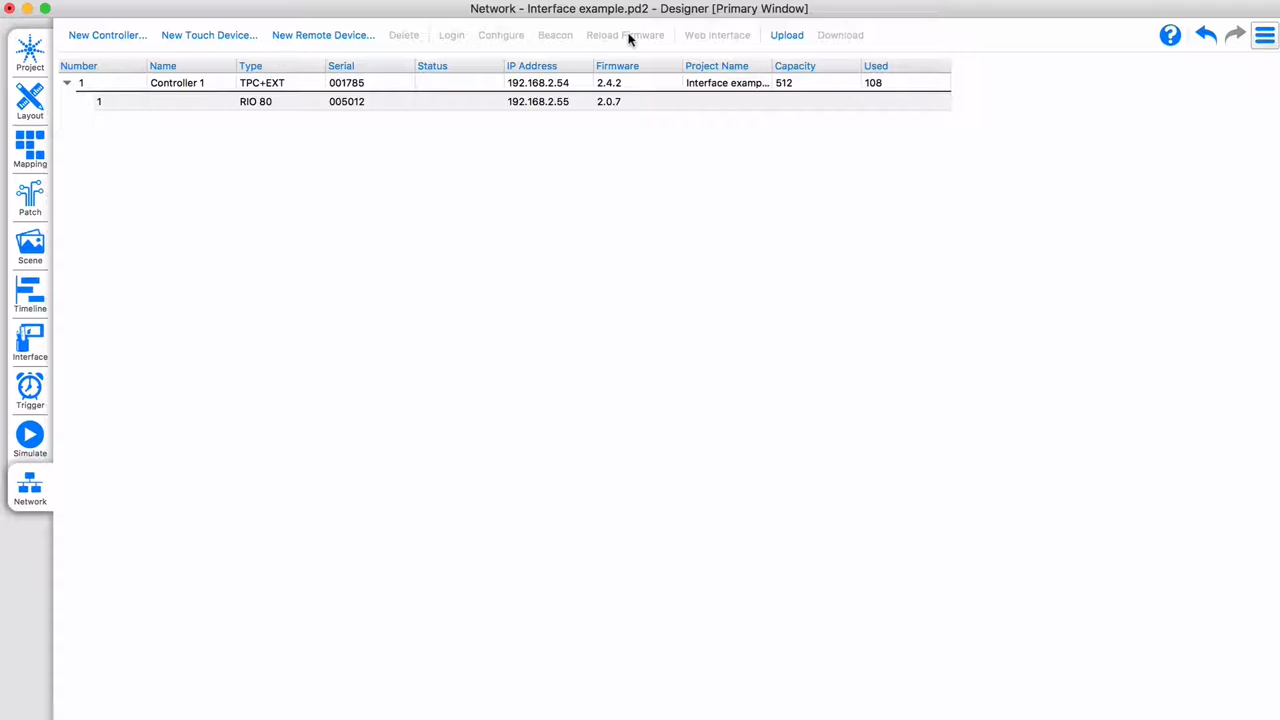 Network - Interface example.pd2 - Designer [Primary Window]
New Controller... New Touch Device... New Remote Device... Delete Login Configure Beacon Reload Firmware Web Interface Upload Download
Number Name Type Serial Status IP Address Firmware Project Name Capacity Used
1 Controller 1 TPC+EXT 001785 192.168.2.54 2.4.2 Interface examp... 512 108
1 RIO 80 005012 192.168.2.55 2.0.7
Project
Layout
Mapping
Patch
Scene
Timeline
Interface
Trigger
Simulate
Network